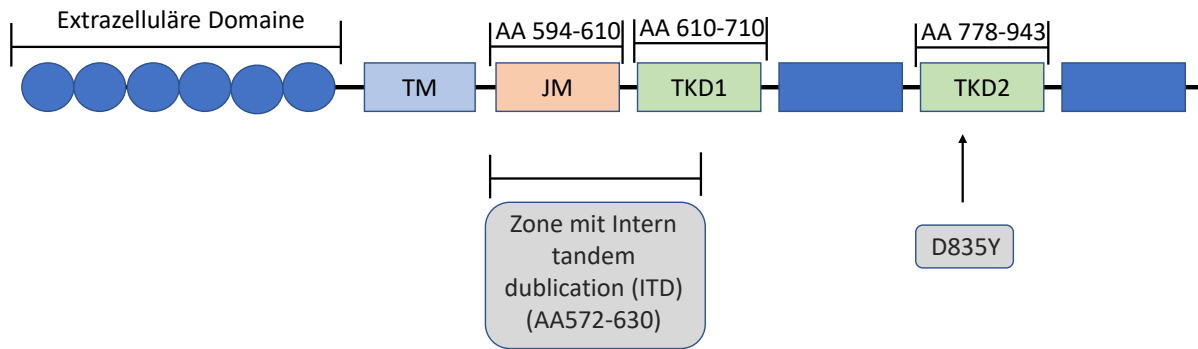 Extrazelluläre Domaine
AA 594-610
AA 610-710
AA 778-943
TM
JM
TKD1
TKD2
Zone mit Intern
tandem
dublication (ITD)
(AA572-630)
D835Y